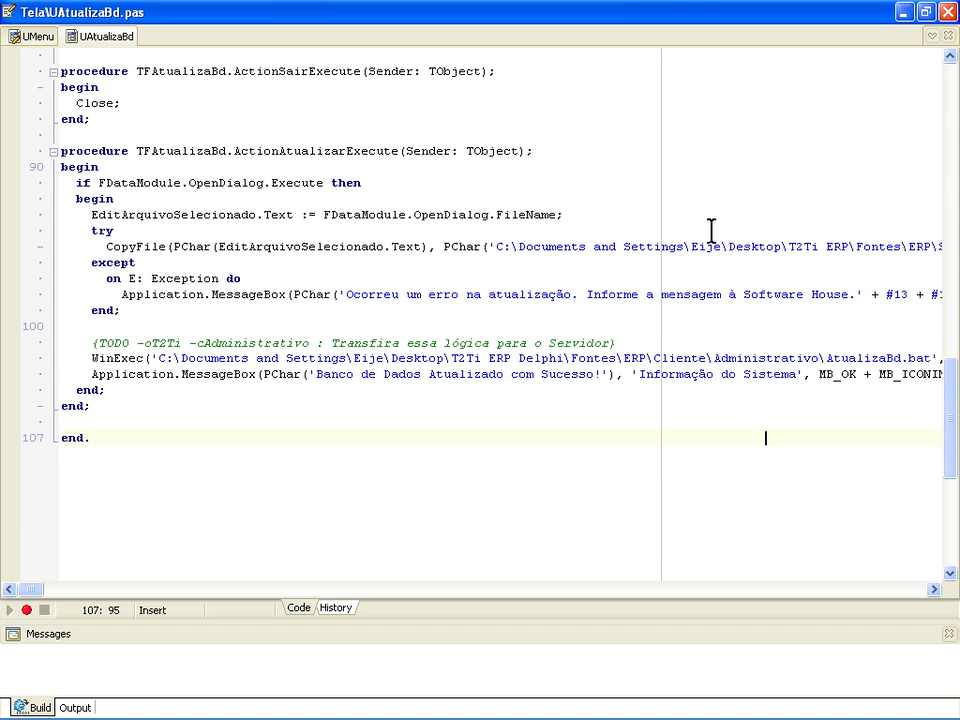 Tela\UAtualizaBd.pas
UMenu UAtualizaBd
procedure TFAtualizaBd.ActionSairExecute(Sender: TObject);
begin
Close;
end;
procedure TFAtualizaBd.ActionAtualizarExecute(Sender: TObject);
90 begin
if FDataModule.OpenDialog.Execute then
begin
EditArquivoSelecionado.Text := FDataModule.OpenDialog.FileName;
try
CopyFile(PChar(EditArquivoSelecionado.Text), PChar('C:\Documents and Settings\Eije\Desktop\T2Ti ERP\Fontes\ERP\S
except
on E: Exception do
Application.MessageBox(PChar('Ocorreu um erro na atualização. Informe a mensagem à Software House.' + #13 + #1
end;
100
{TODO -oT2Ti -cAdministrativo : Transfira essa lógica para o Servidor}
WinExec('C:\Documents and Settings\Eije\Desktop\T2Ti ERP Delphi\Fontes\ERP\Cliente\Administrativo\AtualizaBd.bat',
Application.MessageBox(PChar('Banco de Dados Atualizado com Sucesso!'), 'Informação do Sistema', MB_OK + MB_ICONIN
end;
end;
107 end.
107: 95 Insert Code History
Messages
Build Output